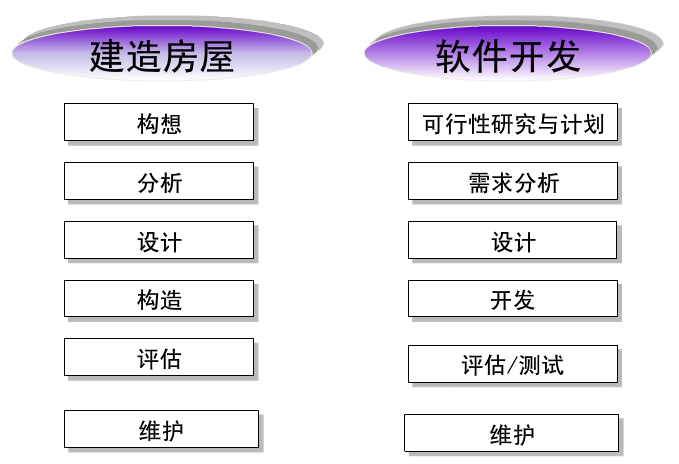 建造房屋
构想
分析
设计
构造
评估
维护
软件开发
可行性研究与计划
需求分析
设计
开发
评估/测试
维护